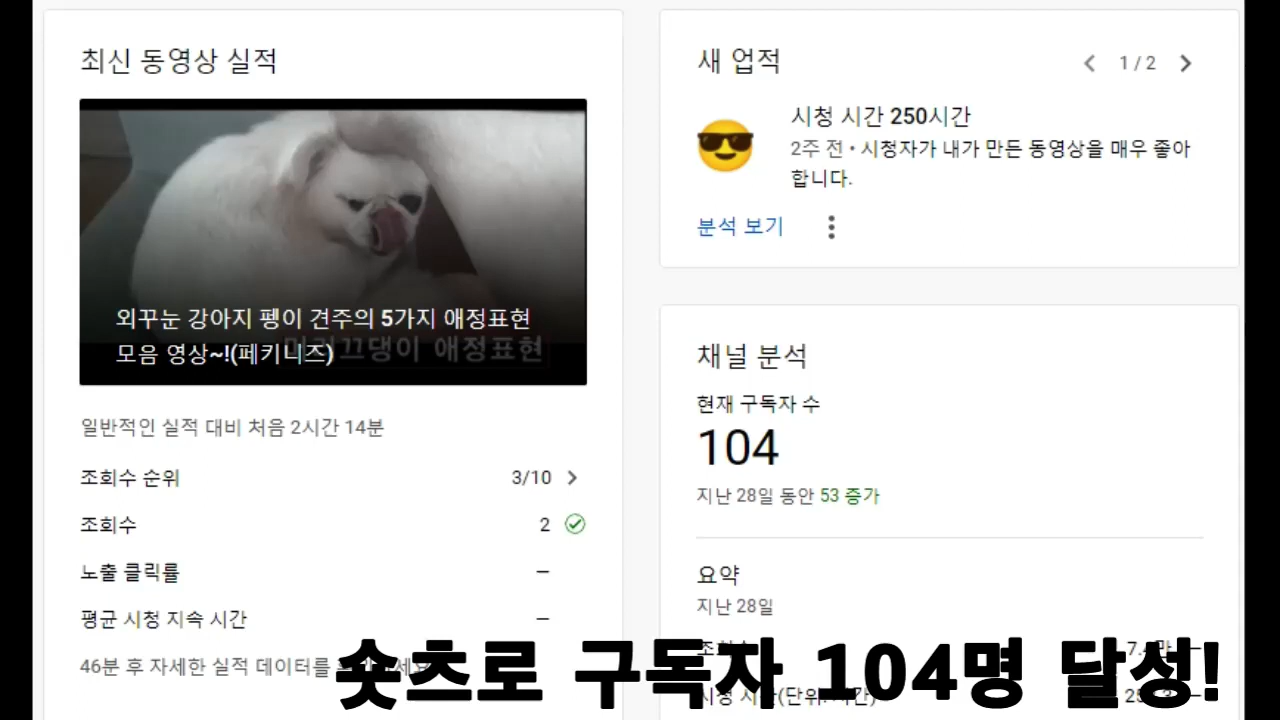 최신 동영상 실적
외꾸눈 강아지 펭이 견주의 5가지 애정표현
모음 영상~!(페키니즈)
애정표현
일반적인 실적 대비 처음 2시간 14분
조회수 순위 3/10
조회수 2
노출 클릭률 –
평균 시청 지속 시간 –
46분 후 자세한 실적 데이터를
새 업적
1 / 2
시청 시간 250시간
2주 전 • 시청자가 내가 만든 동영상을 매우 좋아
합니다.
분석 보기
채널 분석
현재 구독자 수
104
지난 28일 동안 53 증가
요약
지난 28일
숏츠로 구독자 104명 달성!